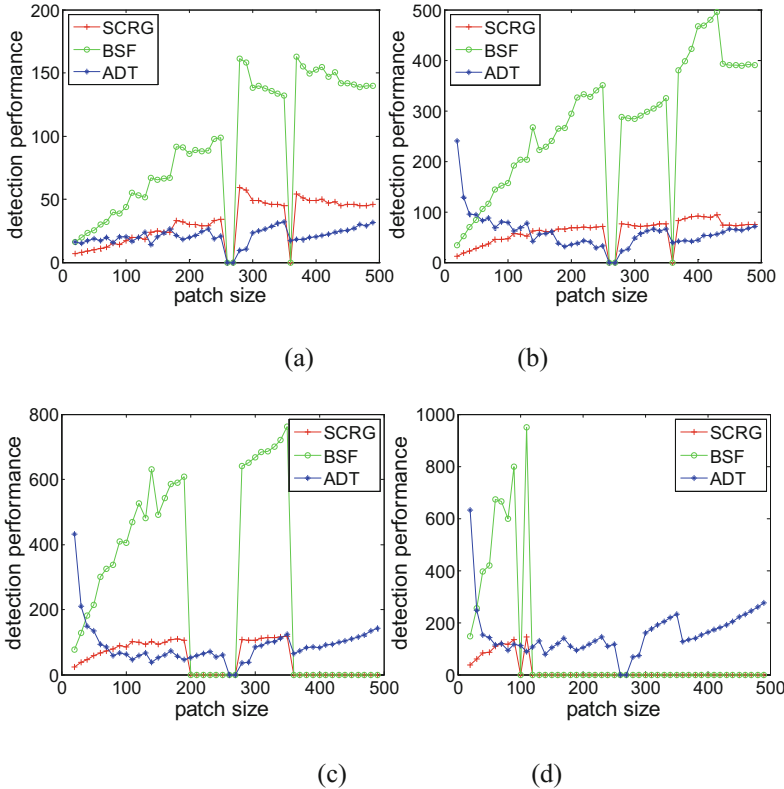 200
150
100
50
0
0 100 200 300 400 500
detection performance
patch size
SCRG
BSF
ADT
(a)
500
400
300
200
100
0
0 100 200 300 400 500
detection performance
patch size
SCRG
BSF
ADT
(b)
800
600
400
200
0
0 100 200 300 400 500
detection performance
patch size
SCRG
BSF
ADT
(c)
1000
800
600
400
200
0
0 100 200 300 400 500
detection performance
patch size
SCRG
BSF
ADT
(d)